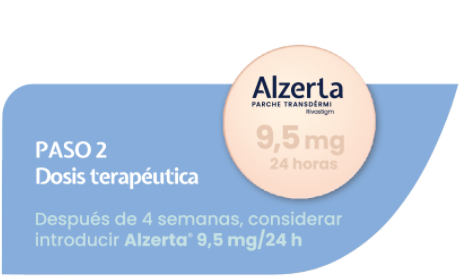 Alzerta
PARCHE TRANSDÉRMI
Rivastigm
9,5 mg
24 horas
PASO 2
Dosis terapéutica
Después de 4 semanas, considerar
introducir Alzerta® 9,5 mg/24 h